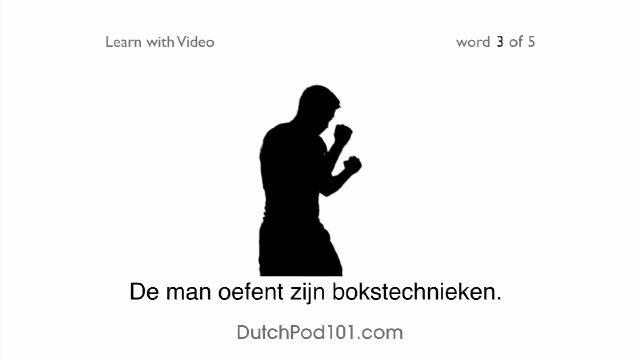 Learn with Video
word 3 of 5
De man oefent zijn bokstechnieken.
DutchPod101.com